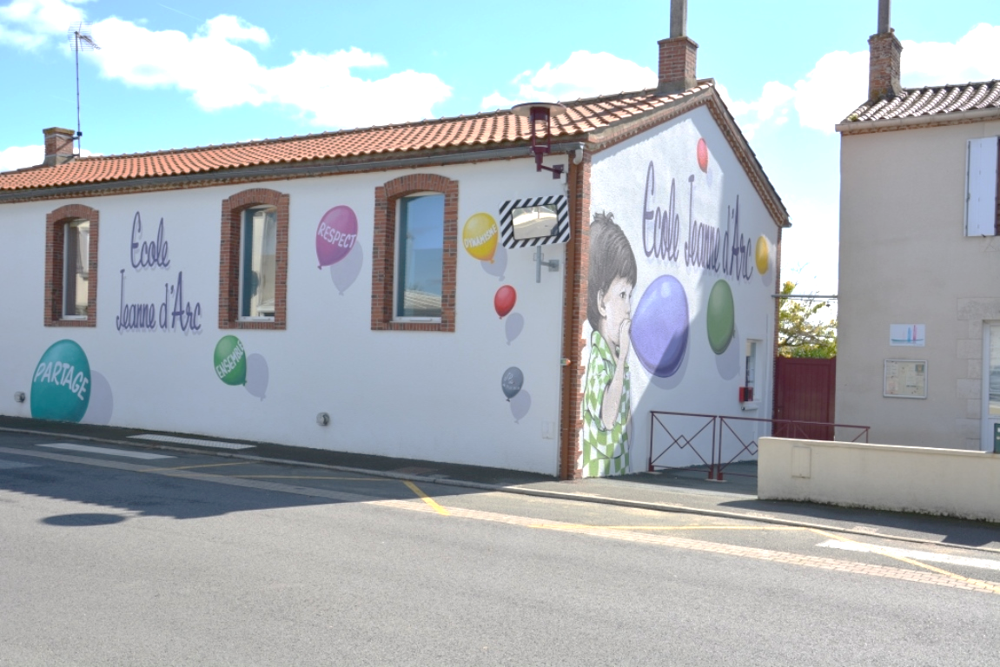 Ecole
Jeanne d'Arc
PARTAGE
ENSEMBLE
RESPECT
DYNAMISME
Ecole Jeanne d'Arc